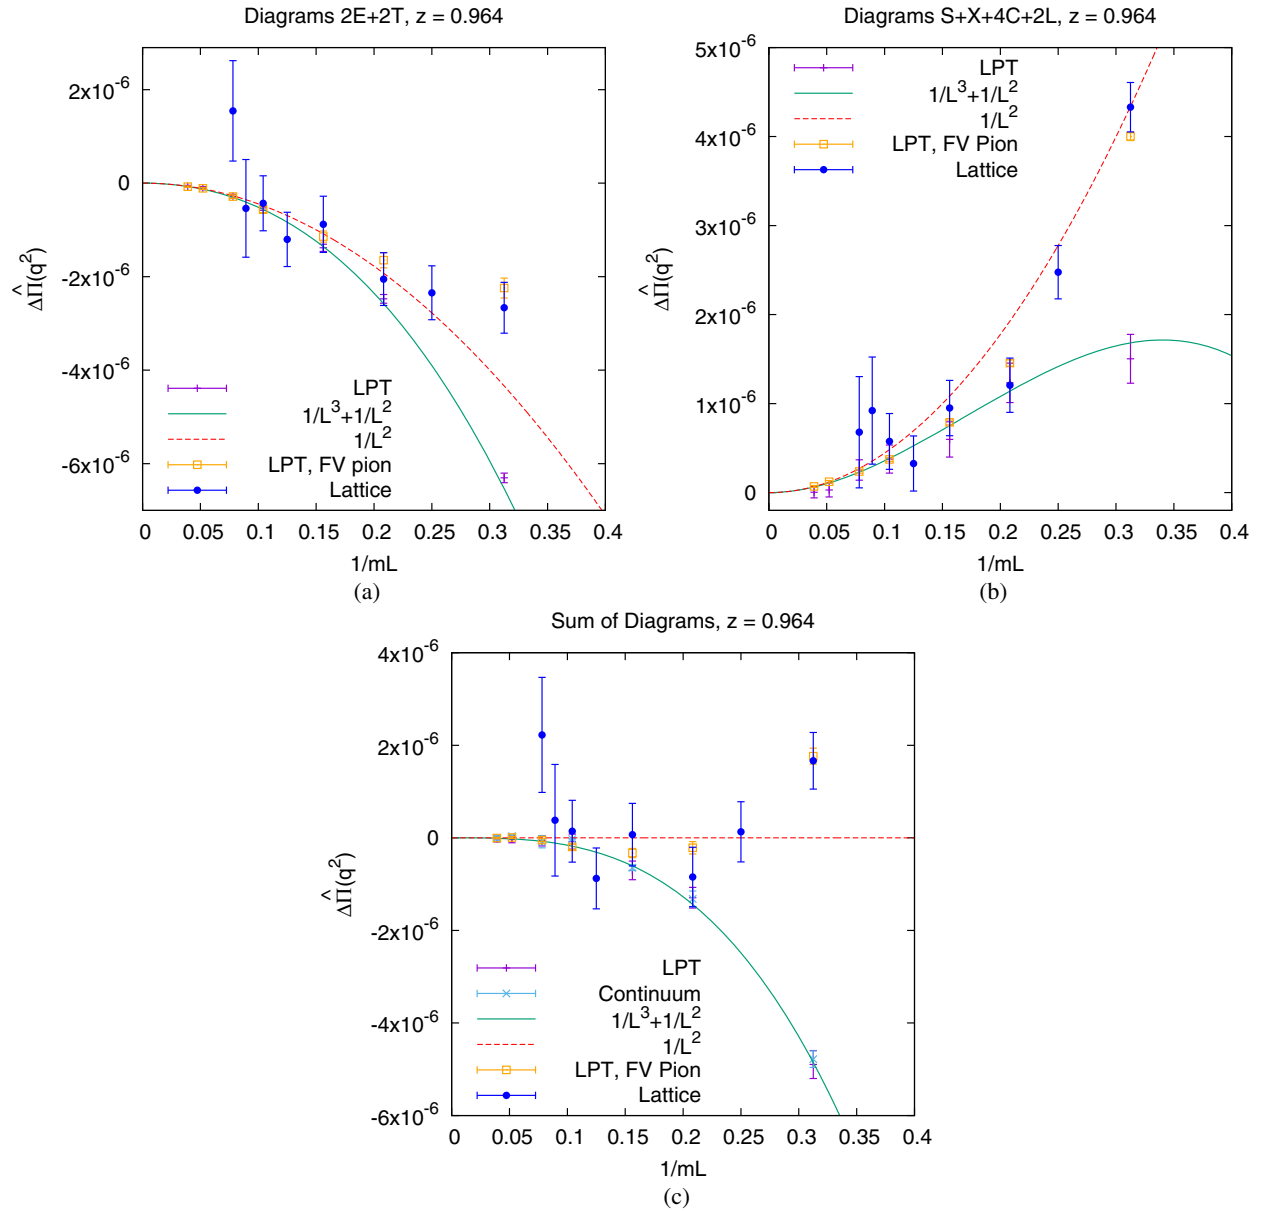 Diagrams 2E+2T, z = 0.964
2x10^-6
0
-2x10^-6
-4x10^-6
-6x10^-6
ΔΠ̂(q^2)
LPT
1/L^3+1/L^2
1/L^2
LPT, FV pion
Lattice
0 0.05 0.1 0.15 0.2 0.25 0.3 0.35 0.4
1/mL
(a)
Diagrams S+X+4C+2L, z = 0.964
5x10^-6
4x10^-6
3x10^-6
2x10^-6
1x10^-6
0
ΔΠ̂(q^2)
LPT
1/L^3+1/L^2
1/L^2
LPT, FV Pion
Lattice
0 0.05 0.1 0.15 0.2 0.25 0.3 0.35 0.4
1/mL
(b)
Sum of Diagrams, z = 0.964
4x10^-6
2x10^-6
0
-2x10^-6
-4x10^-6
-6x10^-6
ΔΠ̂(q^2)
LPT
Continuum
1/L^3+1/L^2
1/L^2
LPT, FV Pion
Lattice
0 0.05 0.1 0.15 0.2 0.25 0.3 0.35 0.4
1/mL
(c)